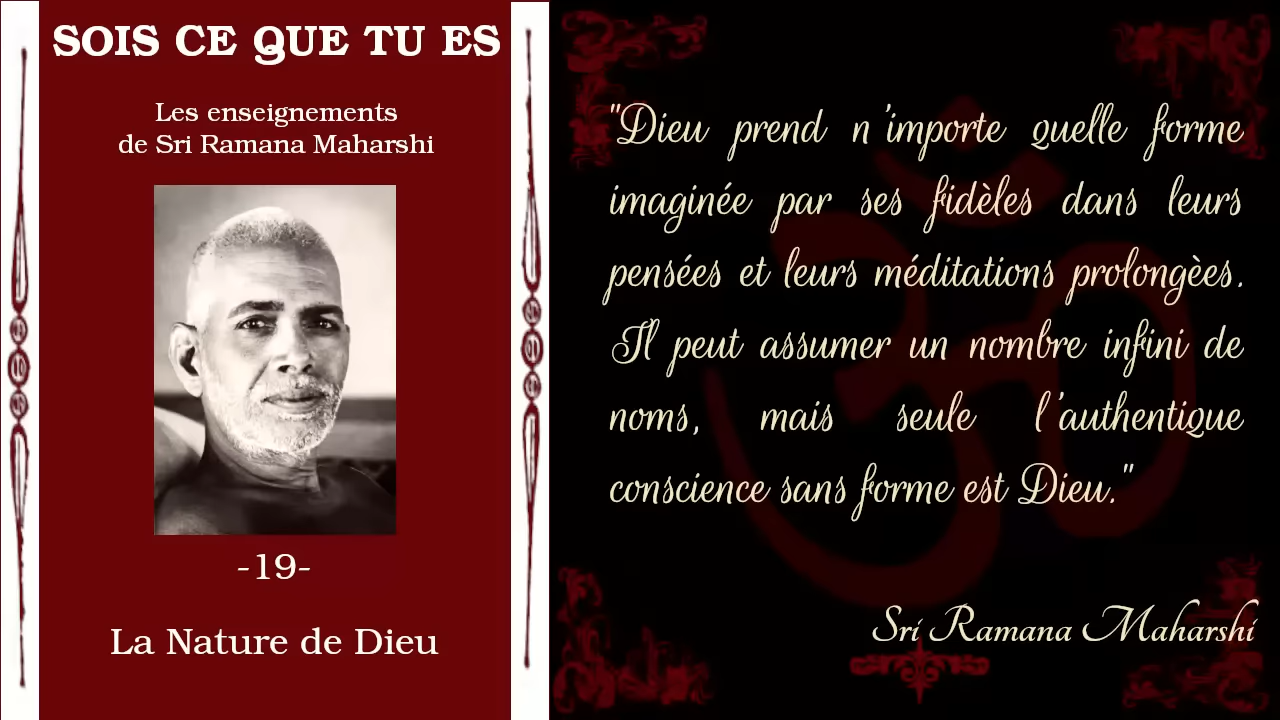 SOIS CE QUE TU ES
Les enseignements
de Sri Ramana Maharshi
-19-
La Nature de Dieu
"Dieu prend n'importe quelle forme
imaginée par ses fidèles dans leurs
pensées et leurs méditations prolongèes.
Il peut assumer un nombre infini de
noms, mais seule l'authentique
conscience sans forme est Dieu."
Sri Ramana Maharshi